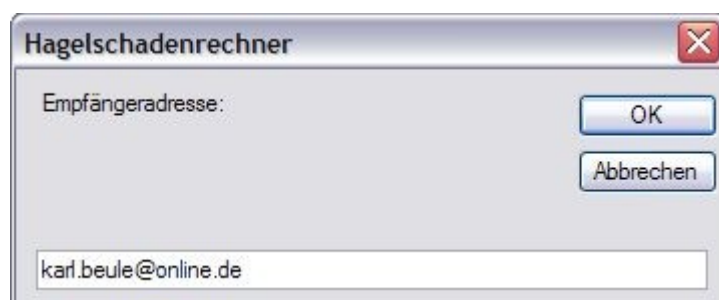 Hagelschadenrechner
Empfängeradresse:
OK
Abbrechen
karl.beule@online.de